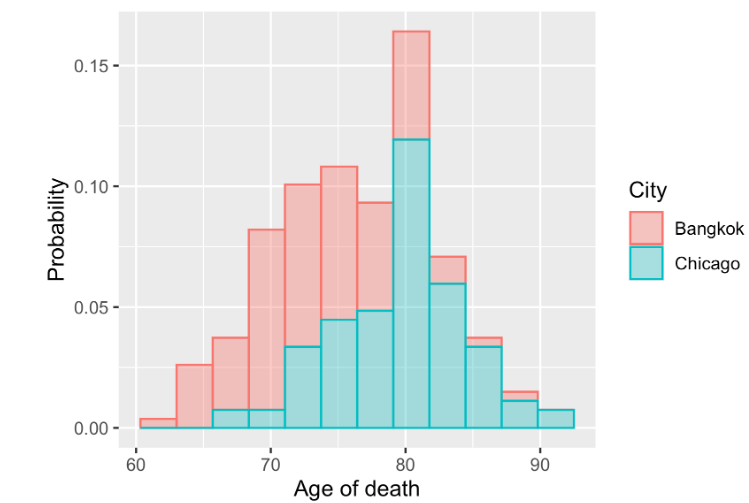 0.15
0.10
0.05
0.00
Probability
60 70 80 90
Age of death
City
Bangkok
Chicago